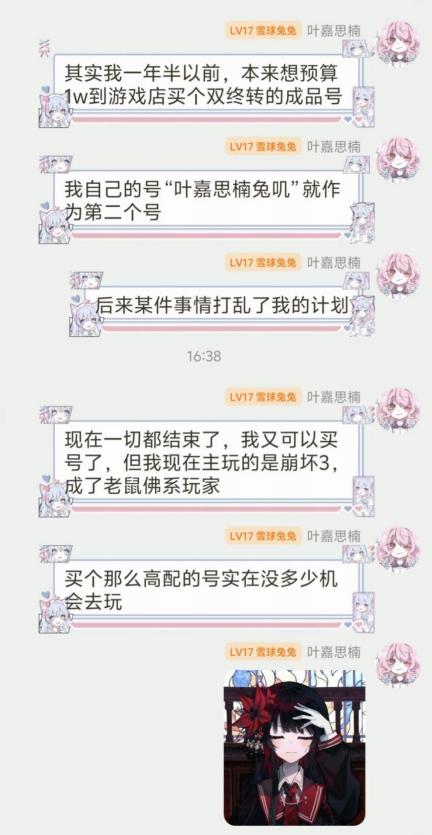 LV17 雪球兔兔 叶嘉思楠
其实我一年半以前，本来想预算
1w到游戏店买个双终转的成品号
LV17 雪球兔兔 叶嘉思楠
我自己的号“叶嘉思楠兔叽”就作
为第二个号
LV17 雪球兔兔 叶嘉思楠
后来某件事情打乱了我的计划
16:38
LV17 雪球兔兔 叶嘉思楠
现在一切都结束了，我又可以买
号了，但我现在主玩的是崩坏3，
成了老鼠佛系玩家
LV17 雪球兔兔 叶嘉思楠
买个那么高配的号实在没多少机
会去玩
LV17 雪球兔兔 叶嘉思楠